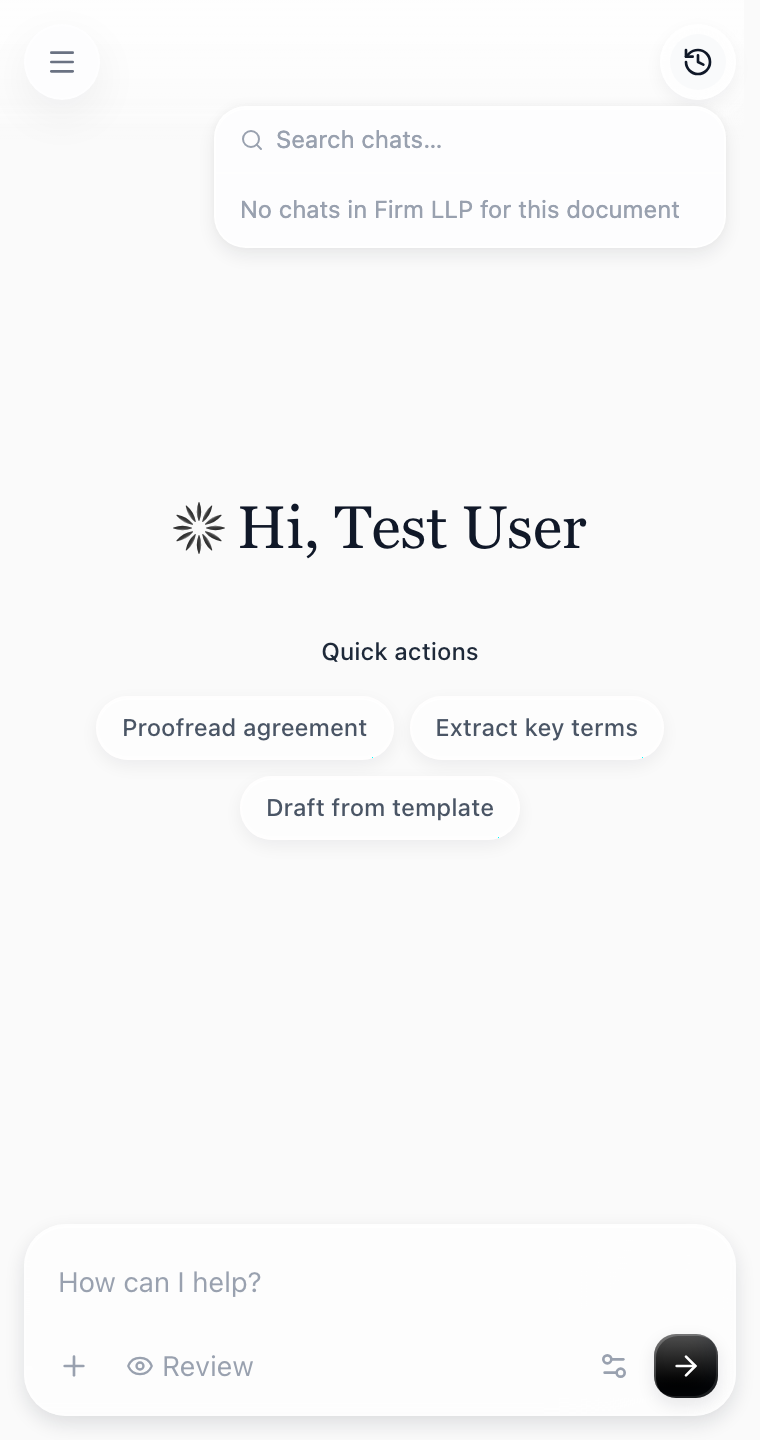 Search chats...
No chats in Firm LLP for this document
Hi, Test User
Quick actions
Proofread agreement
Extract key terms
Draft from template
How can I help?
Review